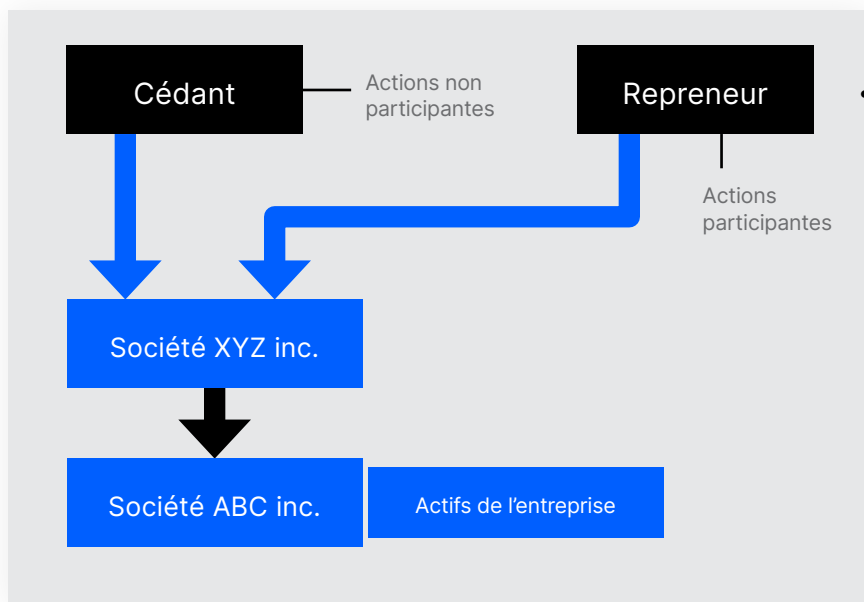 Cédant
Actions non
participantes
Repreneur
Actions
participantes
Société XYZ inc.
Société ABC inc.
Actifs de l’entreprise